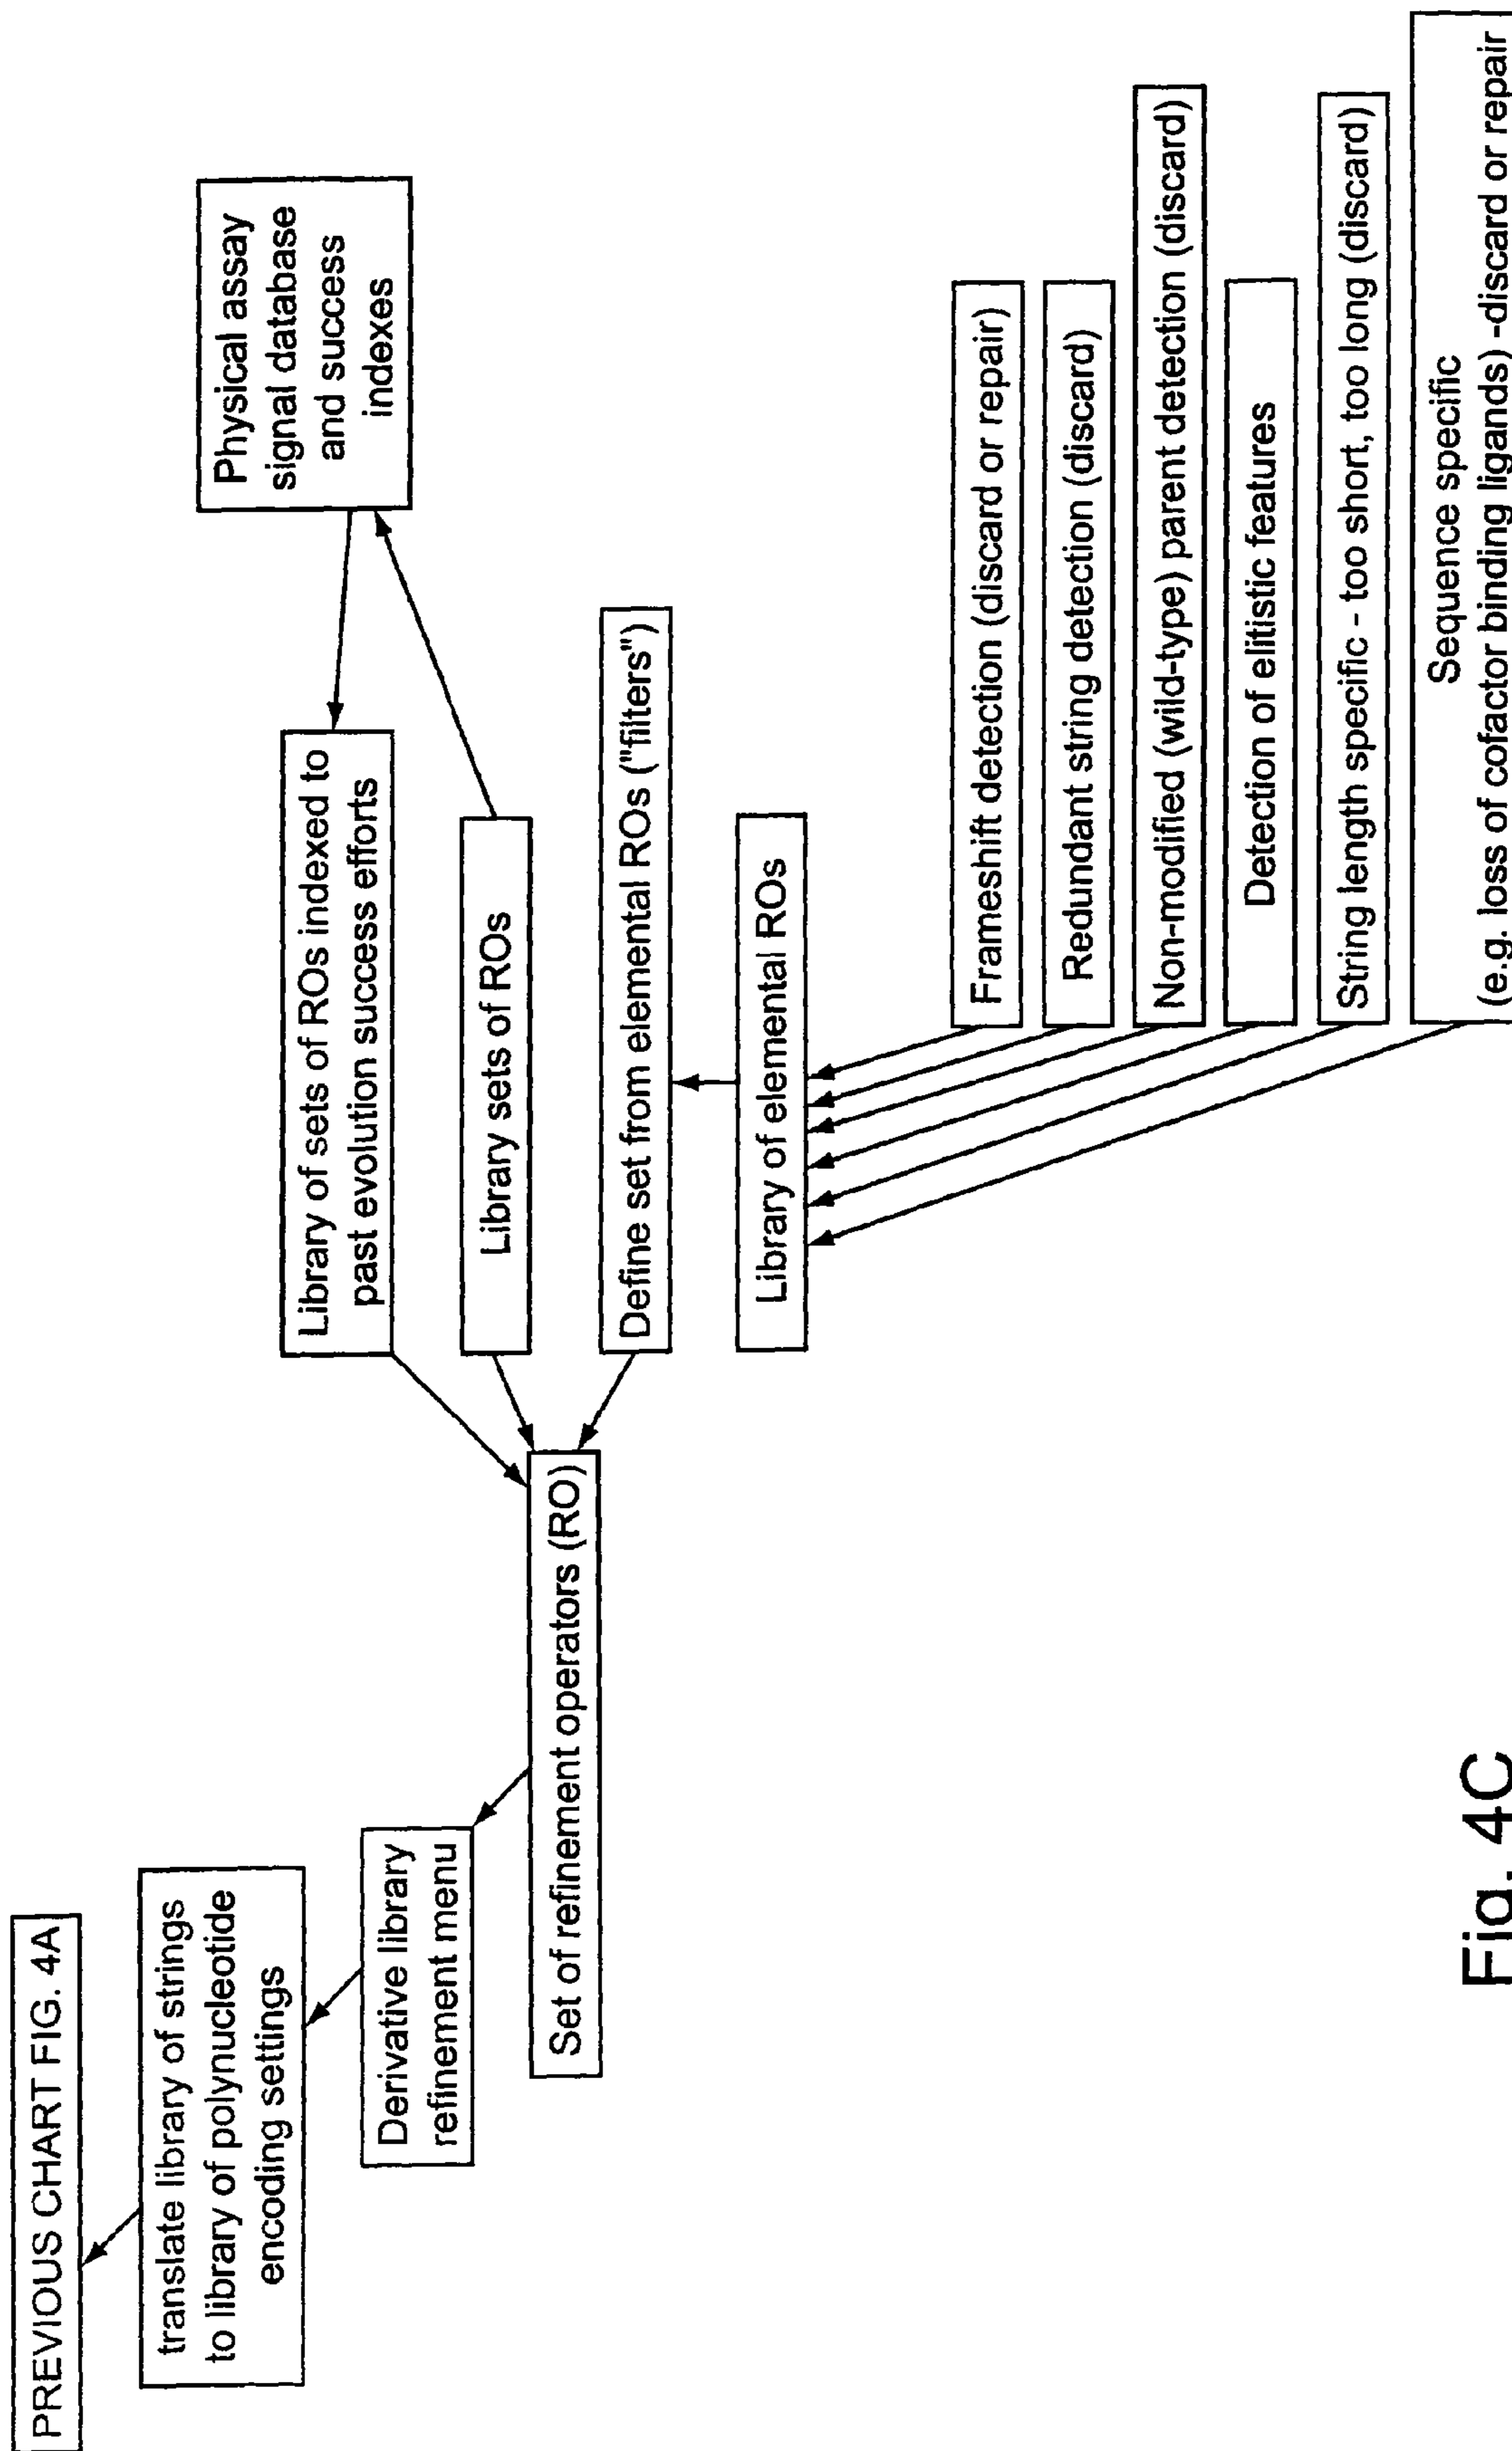 PREVIOUS CHART FIG. 4A
translate library of strings
to library of polynucleotide
encoding settings
Derivative library
refinement menu
Set of refinement operators (RO)
Library of sets of ROs indexed to
past evolution success efforts
Physical assay
signal database
and success
indexes
Library sets of ROs
Define set from elemental ROs ("filters")
Library of elemental ROs
Frameshift detection (discard or repair)
Redundant string detection (discard)
Non-modified (wild-type) parent detection (discard)
Detection of elitistic features
String length specific - too short, too long (discard)
Sequence specific
(e.g. loss of cofactor binding ligands) -discard or repair
Fig. 4C